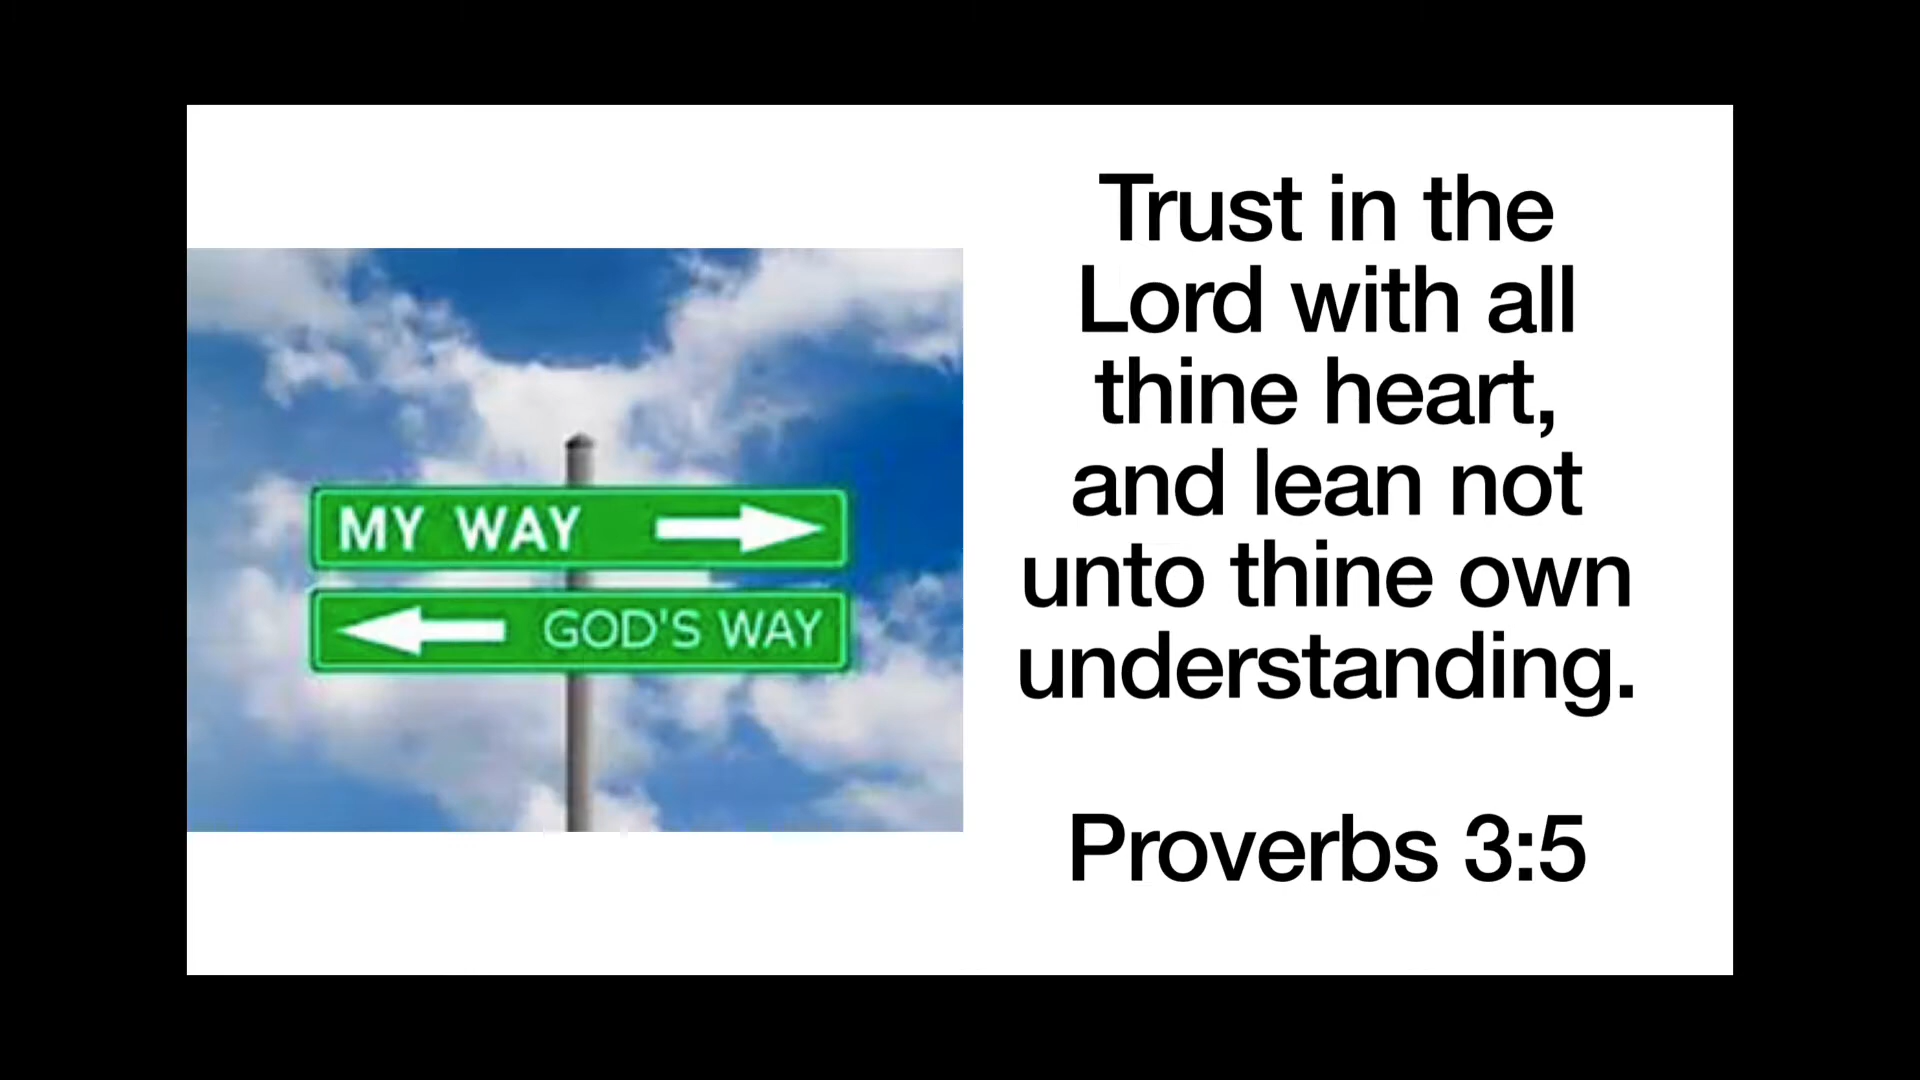 MY WAY
GOD'S WAY
Trust in the
Lord with all
thine heart,
and lean not
unto thine own
understanding.
Proverbs 3:5